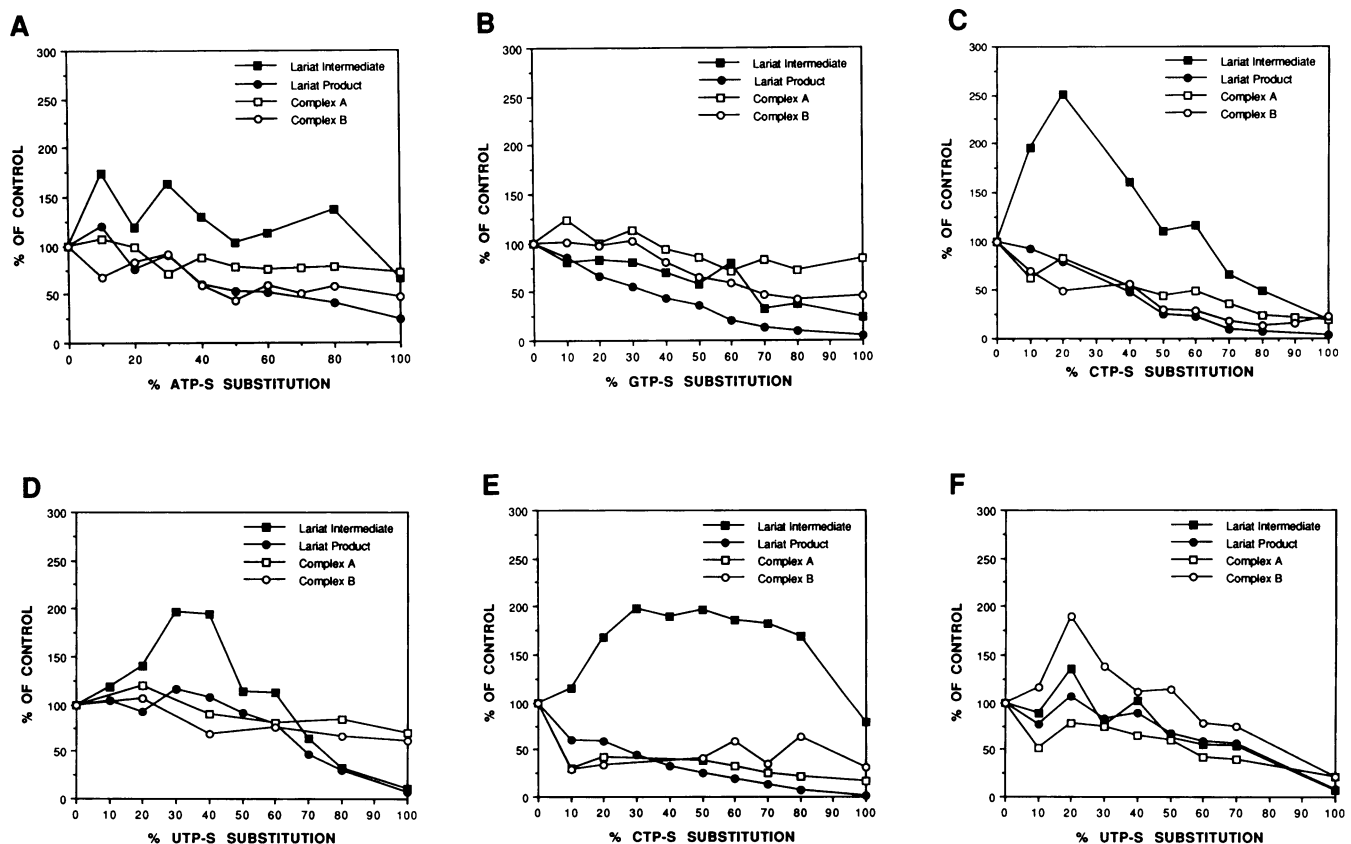 A
300
250
200
150
100
50
0
% OF CONTROL
Lariat Intermediate
Lariat Product
Complex A
Complex B
0 20 40 60 80 100
% ATP-S SUBSTITUTION
B
300
250
200
150
100
50
0
% OF CONTROL
Lariat Intermediate
Lariat Product
Complex A
Complex B
0 10 20 30 40 50 60 70 80 90 100
% GTP-S SUBSTITUTION
C
300
250
200
150
100
50
0
% OF CONTROL
Lariat Intermediate
Lariat Product
Complex A
Complex B
0 10 20 30 40 50 60 70 80 90 100
% CTP-S SUBSTITUTION
D
300
250
200
150
100
50
0
% OF CONTROL
Lariat Intermediate
Lariat Product
Complex A
Complex B
0 10 20 30 40 50 60 70 80 90 100
% UTP-S SUBSTITUTION
E
300
250
200
150
100
50
0
% OF CONTROL
Lariat Intermediate
Lariat Product
Complex A
Complex B
0 10 20 30 40 50 60 70 80 90 100
% CTP-S SUBSTITUTION
F
300
250
200
150
100
50
0
% OF CONTROL
Lariat Intermediate
Lariat Product
Complex A
Complex B
0 10 20 30 40 50 60 70 80 90 100
% UTP-S SUBSTITUTION